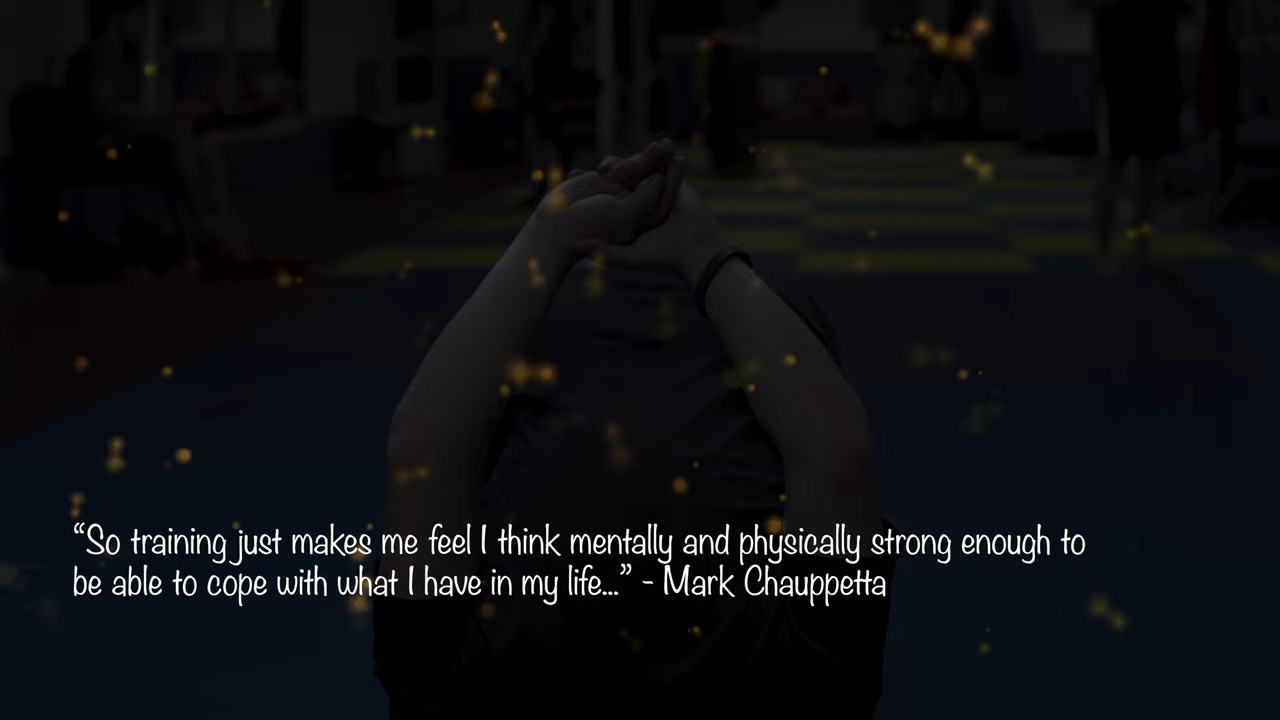 “So training just makes me feel I think mentally and physically strong enough to
be able to cope with what I have in my life...” - Mark Chauppetta